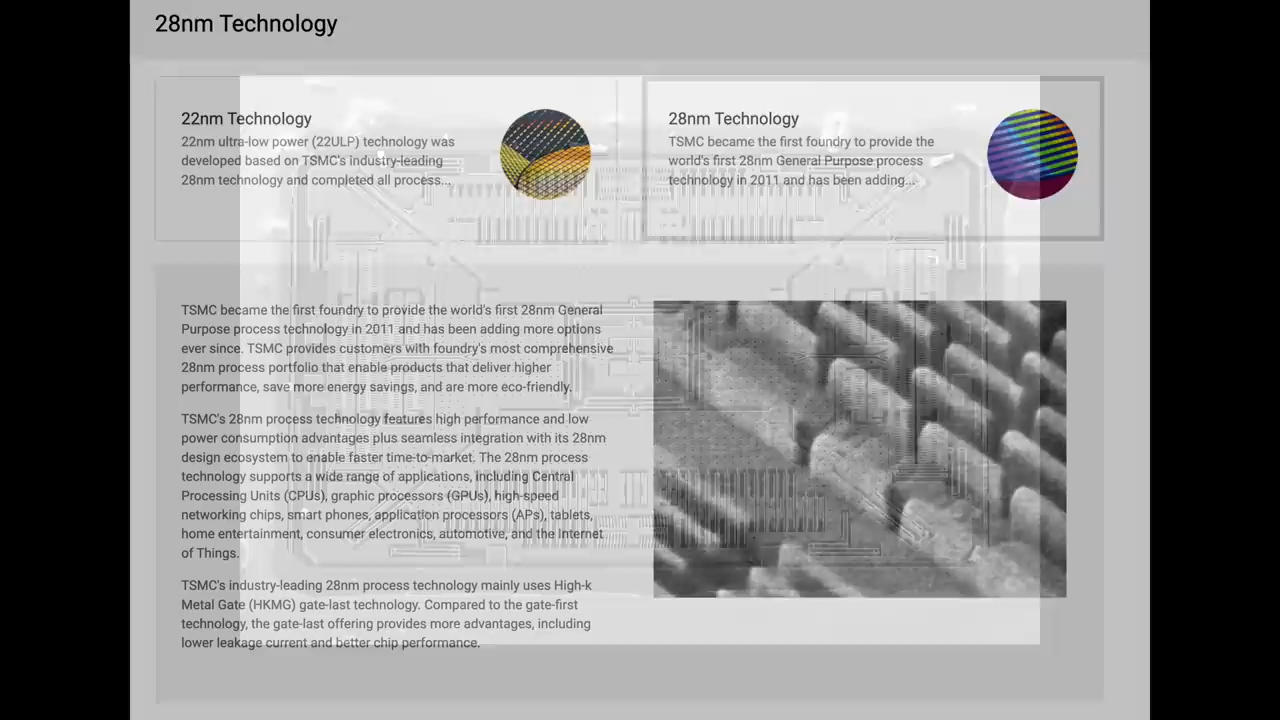 28nm Technology
22nm Technology
22nm ultra-low power (22ULP) technology was
developed based on TSMC's industry-leading
28nm technology and completed all process...
28nm Technology
TSMC became the first foundry to provide the
world's first 28nm General Purpose process
technology in 2011 and has been adding...
TSMC became the first foundry to provide the world's first 28nm General
Purpose process technology in 2011 and has been adding more options
ever since. TSMC provides customers with foundry's most comprehensive
28nm process portfolio that enable products that deliver higher
performance, save more energy savings, and are more eco-friendly.
TSMC's 28nm process technology features high performance and low
power consumption advantages plus seamless integration with its 28nm
design ecosystem to enable faster time-to-market. The 28nm process
technology supports a wide range of applications, including Central
Processing Units (CPUs), graphic processors (GPUs), high-speed
networking chips, smart phones, application processors (APs), tablets,
home entertainment, consumer electronics, automotive, and the Internet
of Things.
TSMC's industry-leading 28nm process technology mainly uses High-k
Metal Gate (HKMG) gate-last technology. Compared to the gate-first
technology, the gate-last offering provides more advantages, including
lower leakage current and better chip performance.